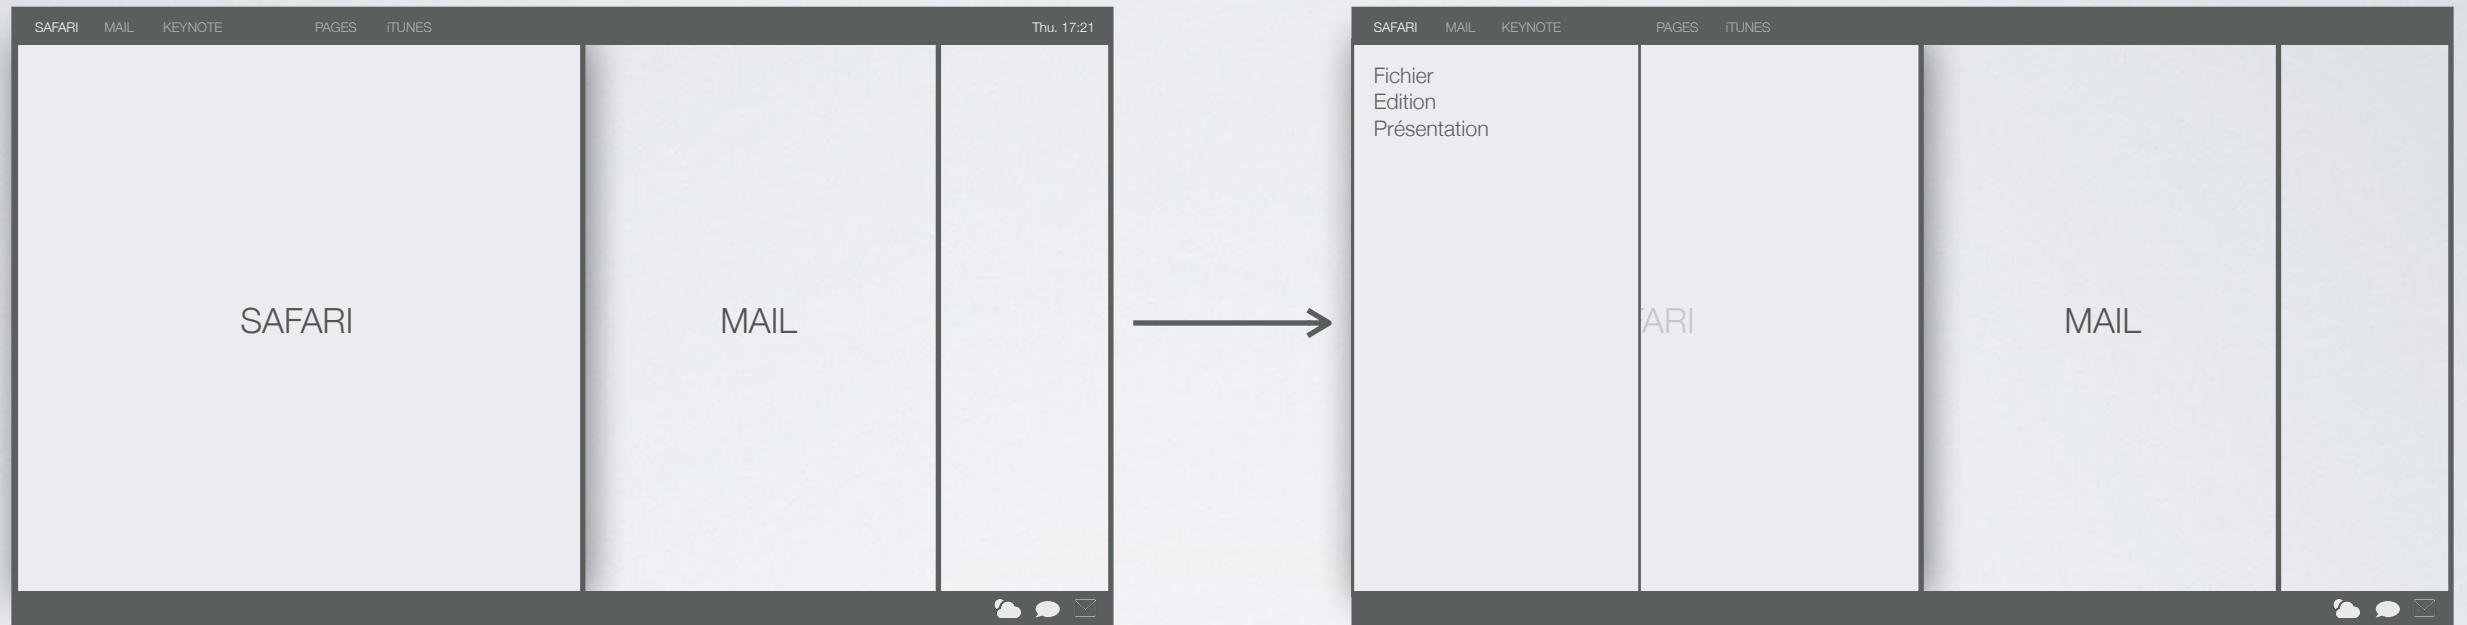 SAFARI MAIL KEYNOTE PAGES iTUNES Thu. 17:21
SAFARI
MAIL
SAFARI MAIL KEYNOTE PAGES iTUNES
Fichier
Edition
Présentation
ARI
MAIL